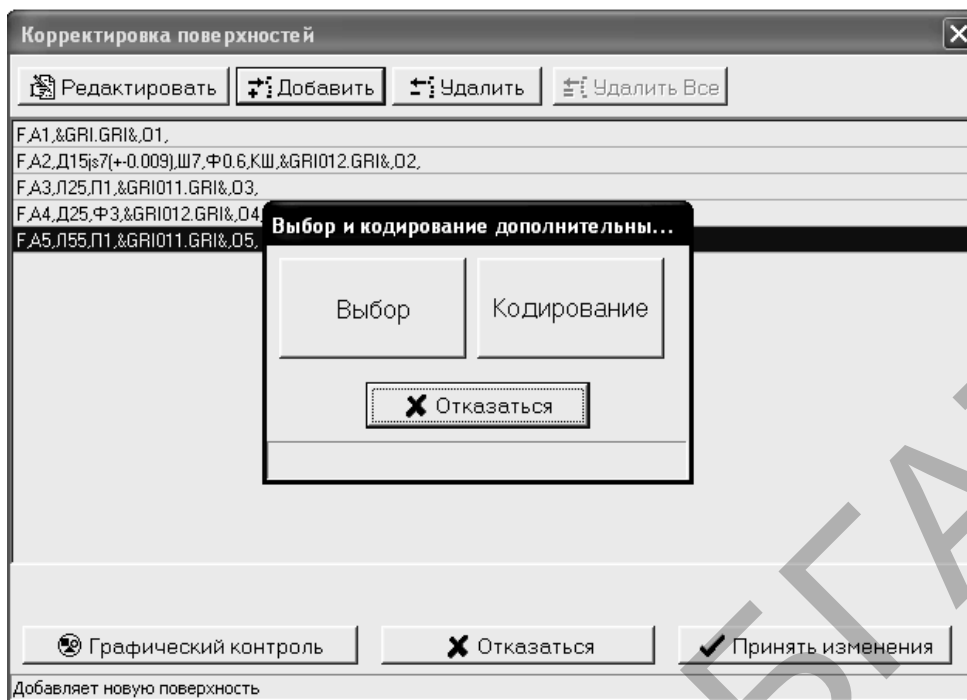 Корректировка поверхностей
Редактировать Добавить Удалить Удалить Все
F,A1,&GRI.GRI&,O1,
F,A2,Д15js7(+-0.009),Ш7,Ф0.6,КШ,&GRI012.GRI&,O2,
F,A3,Л25,П1,&GRI011.GRI&,O3,
F,A4,Д25,Ф3,&GRI012.GRI&,O4,
F,A5,Л55,П1,&GRI011.GRI&,O5,
Выбор и кодирование дополнительны...
Выбор Кодирование
Отказаться
Графический контроль Отказаться Принять изменения
Добавляет новую поверхность
БГА